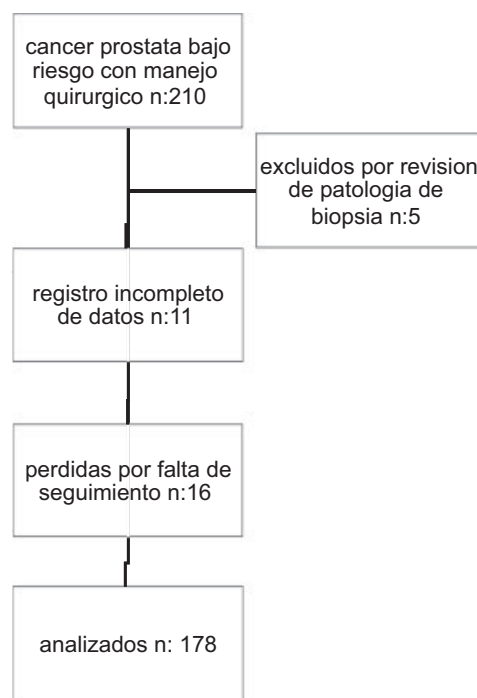 cancer prostata bajo
riesgo con manejo
quirurgico n:210
excluidos por revision
de patologia de
biopsia n:5
registro incompleto
de datos n:11
perdidas por falta de
seguimiento n:16
analizados n: 178